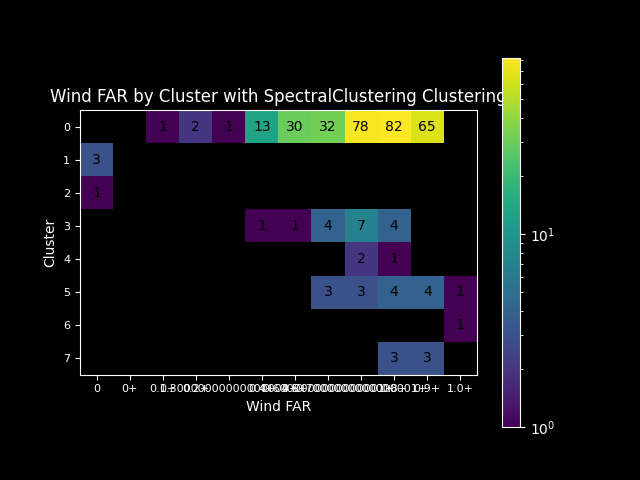 Wind FAR by Cluster with SpectralClustering Clustering
0 1 2 1 13 30 32 78 82 65
1 3
2 1
3 1 1 4 7 4
4 2 1
5 3 3 4 4 1
6 1
7 3 3
Cluster
0 0+ 0.9+ 1.0+
Wind FAR
10¹
10⁰